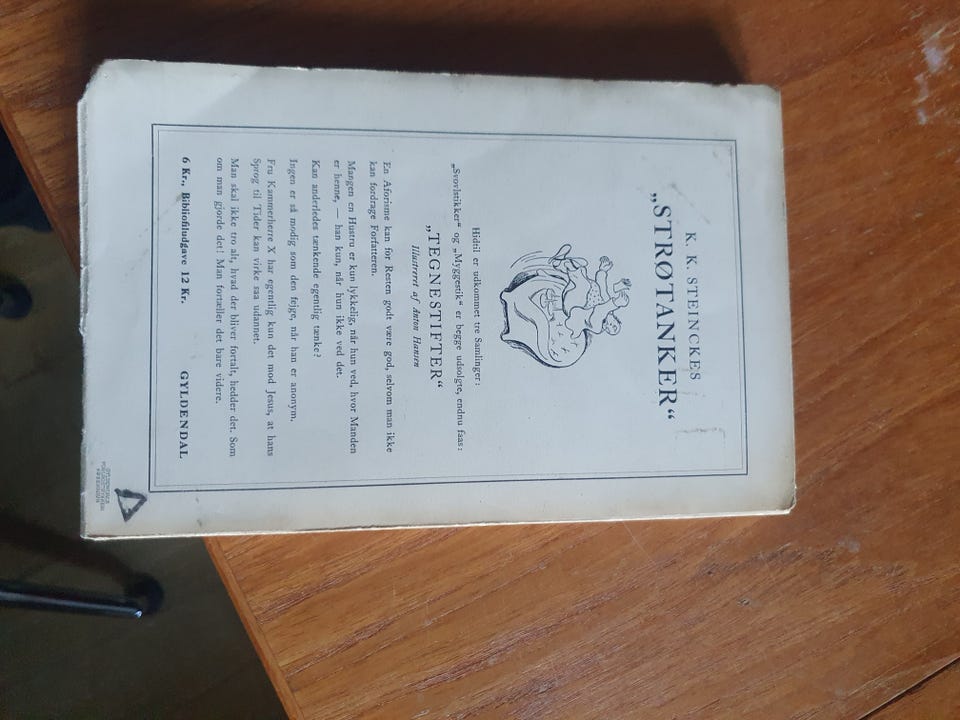 K. K. STEINCKES
„STRØTANKER“
Hidtil er udkommet tre Samlinger:
„Svovlstikker“ og „Myggestik“ er begge udsolgte, endnu faas:
„TEGNESTIFTER“
Illustreret af Anton Hansen
En Aforisme kan for Resten godt være god, selvom man ikke
kan fordrage Forfatteren.
Mangen en Hustru er kun lykkelig, når hun ved, hvor Manden
er henne, — han kun, når hun ikke ved det.
Kan anderledes tænkende egentlig tænke?
Ingen er så modig som den fejge, når han er anonym.
Fru Kammerherre X har egentlig kun det mod Jesus, at hans
Sprog til Tider kan virke saa udannet.
Man skal ikke tro alt, hvad der bliver fortalt, hedder det. Som
om man gjorde det! Man fortæller det bare videre.
6 Kr., Bibliofiludgave 12 Kr. GYLDENDAL